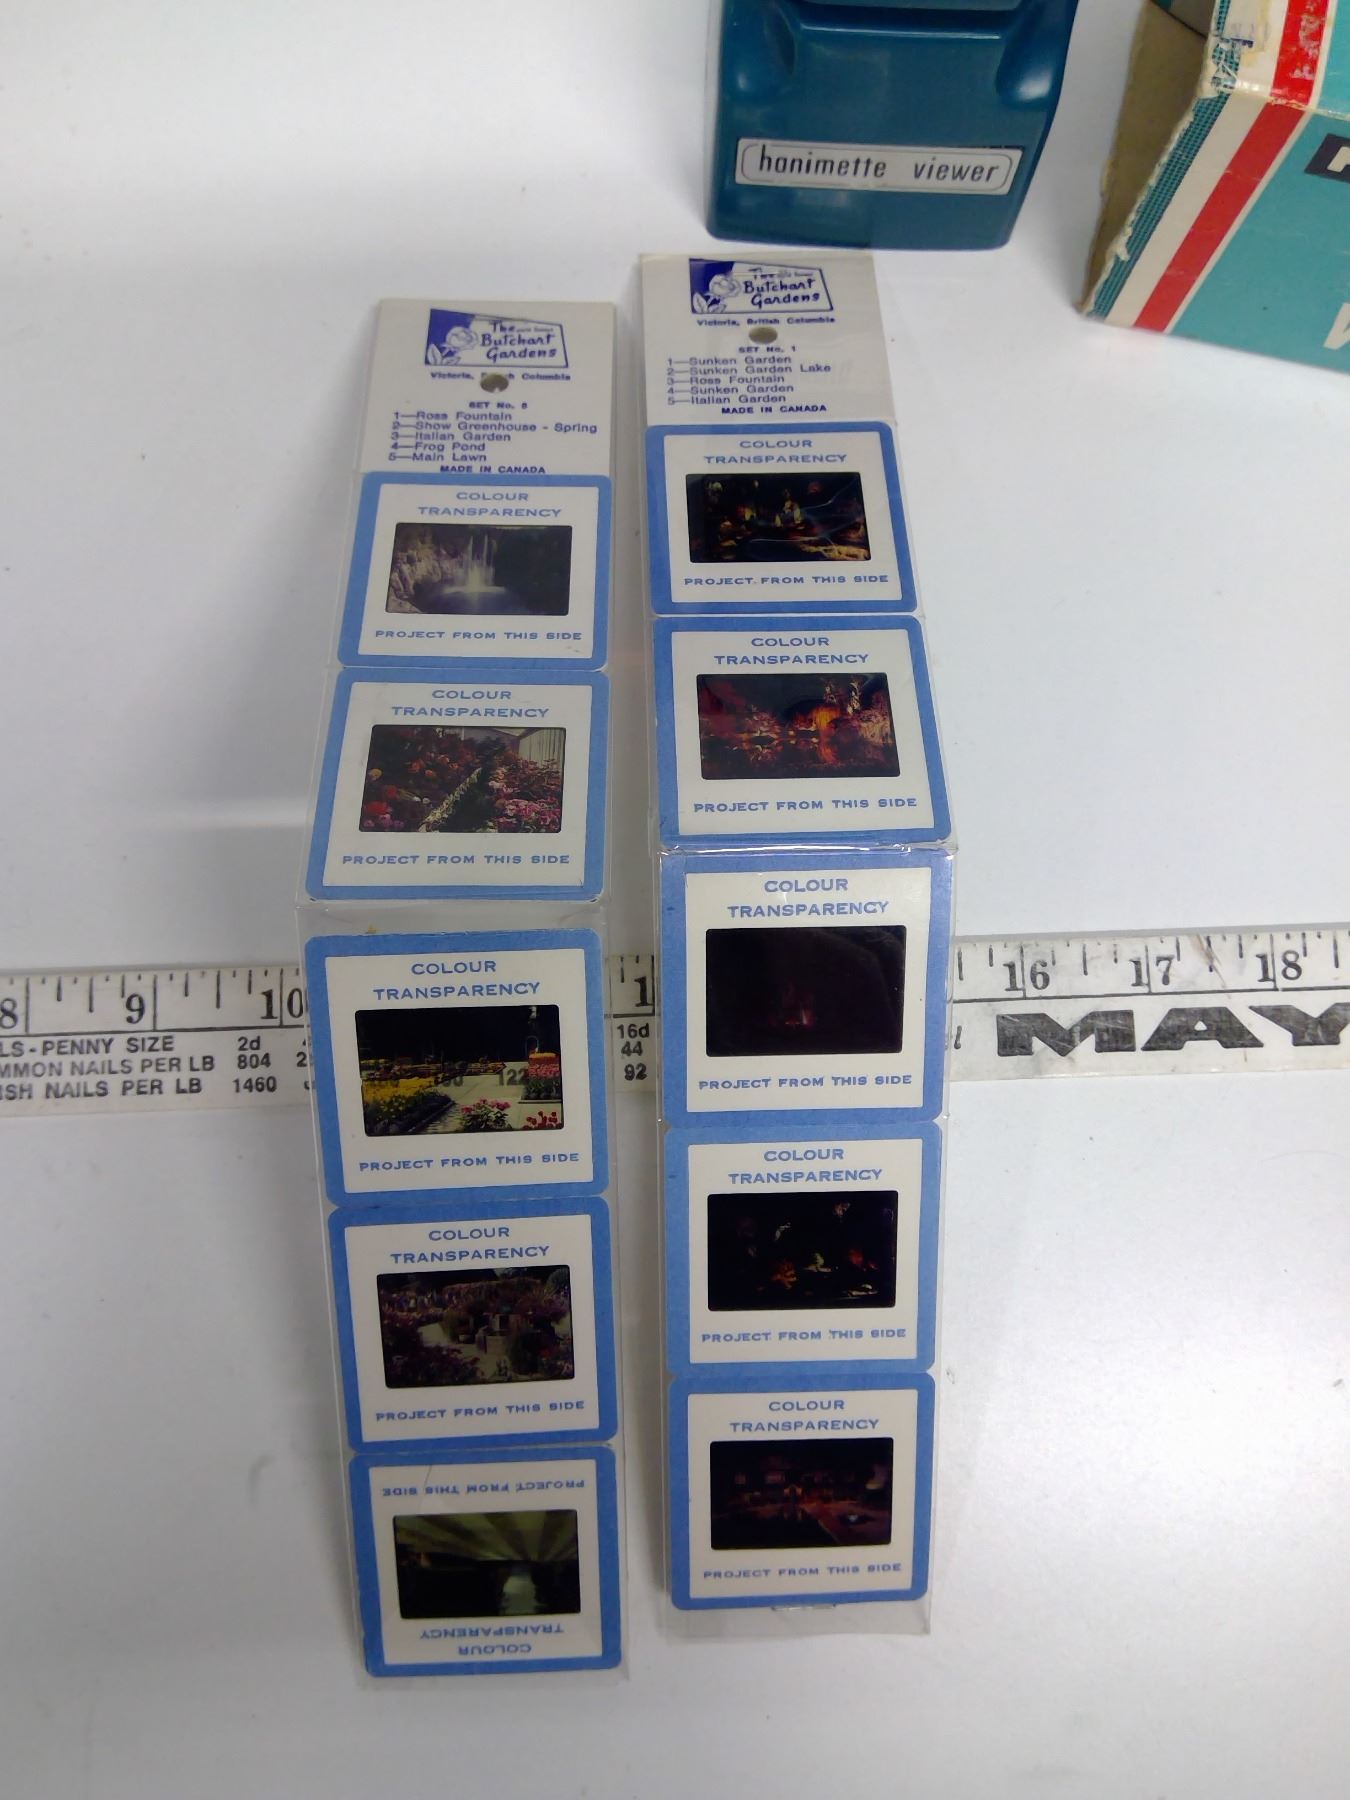 hanimette viewer
The
Butchart
Gardens
Victoria, British Columbia
SET No. 1
1—Sunken Garden
2—Sunken Garden Lake
3—Ross Fountain
4—Sunken Garden
5—Italian Garden
MADE IN CANADA
COLOUR
TRANSPARENCY
PROJECT FROM THIS SIDE
COLOUR
TRANSPARENCY
PROJECT FROM THIS SIDE
COLOUR
TRANSPARENCY
PROJECT FROM THIS SIDE
COLOUR
TRANSPARENCY
PROJECT FROM THIS SIDE
COLOUR
TRANSPARENCY
PROJECT FROM THIS SIDE
The
Butchart
Gardens
Victoria, Columbia
SET No.
1—Ross Fountain
2—Show Greenhouse - Spring
3—Italian Garden
4—Frog Pond
5—Main Lawn
MADE IN CANADA
COLOUR
TRANSPARENCY
PROJECT FROM THIS SIDE
COLOUR
TRANSPARENCY
PROJECT FROM THIS SIDE
COLOUR
TRANSPARENCY
122
PROJECT FROM THIS SIDE
COLOUR
TRANSPARENCY
PROJECT FROM THIS SIDE
COLOUR
TRANSPARENCY
PROJECT FROM THIS SIDE
8 9 10 1 16 17 18
LS - PENNY SIZE 2d 16d
MMON NAILS PER LB 804 44
ISH NAILS PER LB 1460 92
MAY